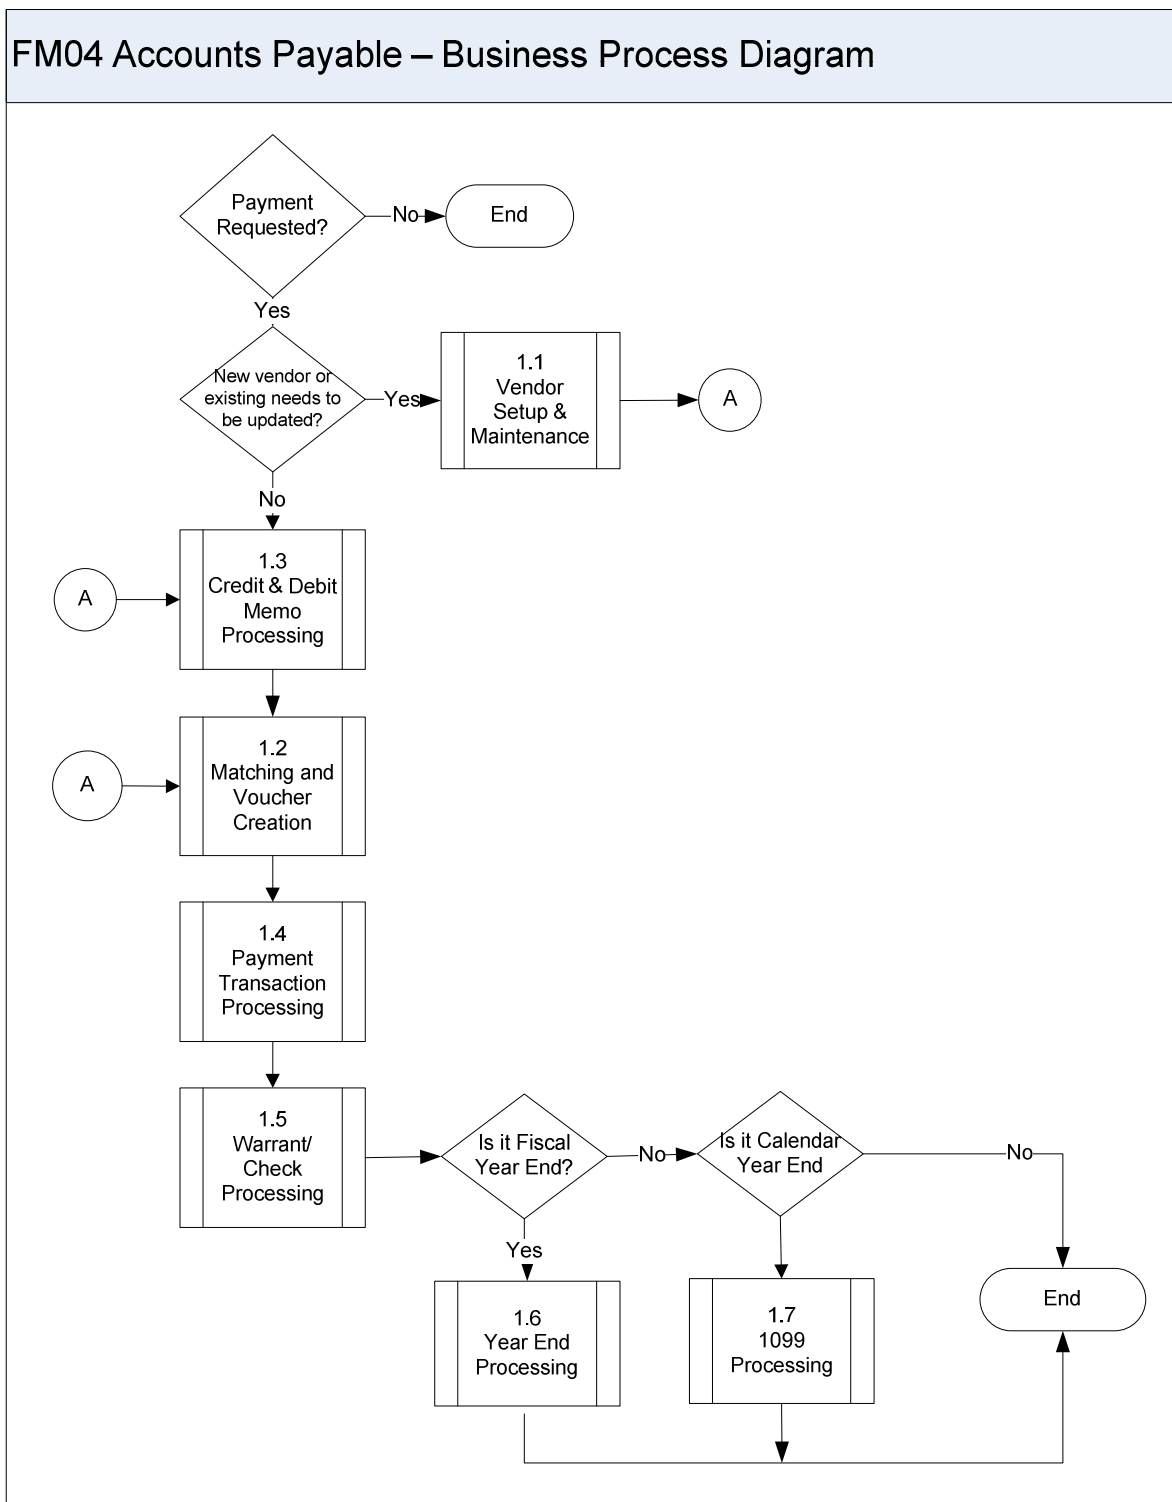 FM04 Accounts Payable – Business Process Diagram
Payment
Requested?
No
End
Yes
New vendor or
existing needs to
be updated?
Yes
1.1
Vendor
Setup &
Maintenance
A
No
1.3
Credit & Debit
Memo
Processing
A
1.2
Matching and
Voucher
Creation
A
1.4
Payment
Transaction
Processing
1.5
Warrant/
Check
Processing
Is it Fiscal
Year End?
No
Is it Calendar
Year End
No
Yes
1.6
Year End
Processing
1.7
1099
Processing
End